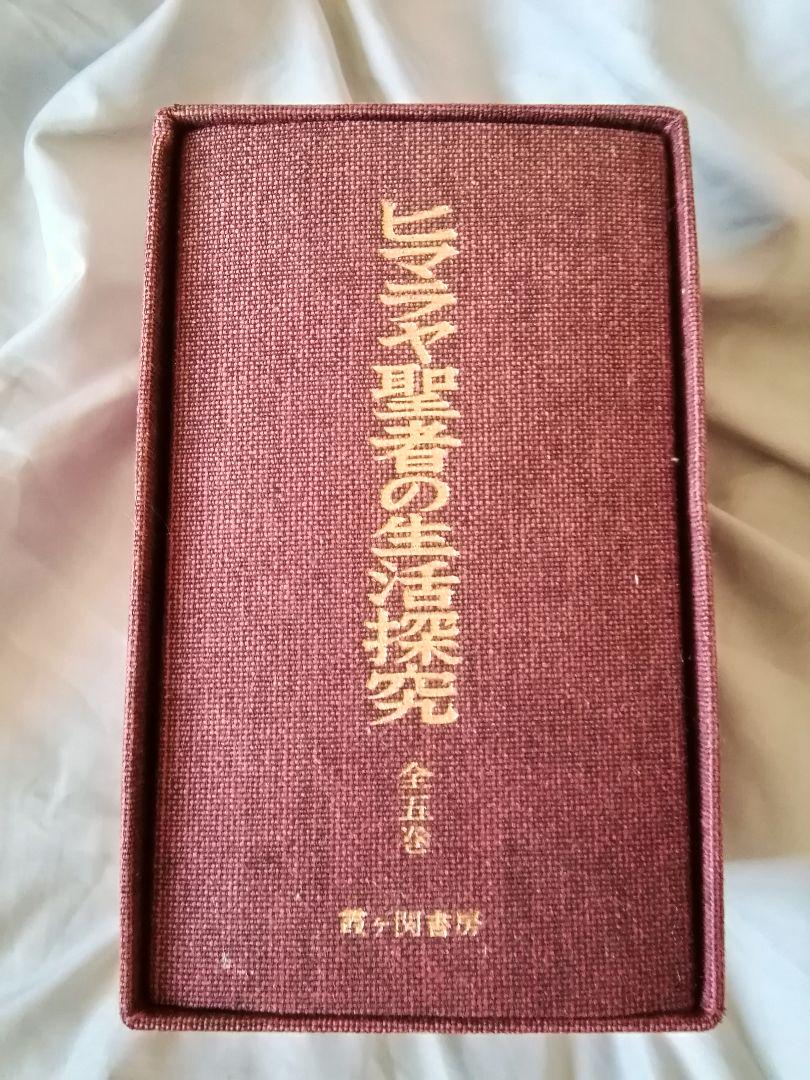 ヒマラヤ聖者の生活探究
全五巻
霞ヶ関書房